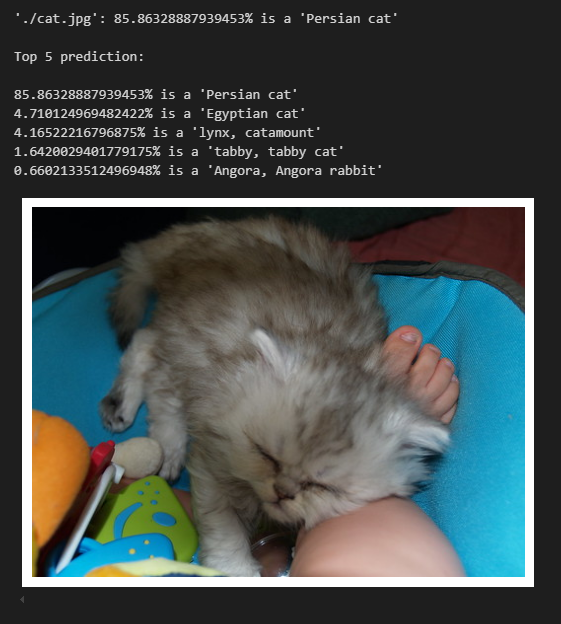 './cat.jpg': 85.86328887939453% is a 'Persian cat'
Top 5 prediction:
85.86328887939453% is a 'Persian cat'
4.710124969482422% is a 'Egyptian cat'
4.16522216796875% is a 'lynx, catamount'
1.6420029401779175% is a 'tabby, tabby cat'
0.6602133512496948% is a 'Angora, Angora rabbit'